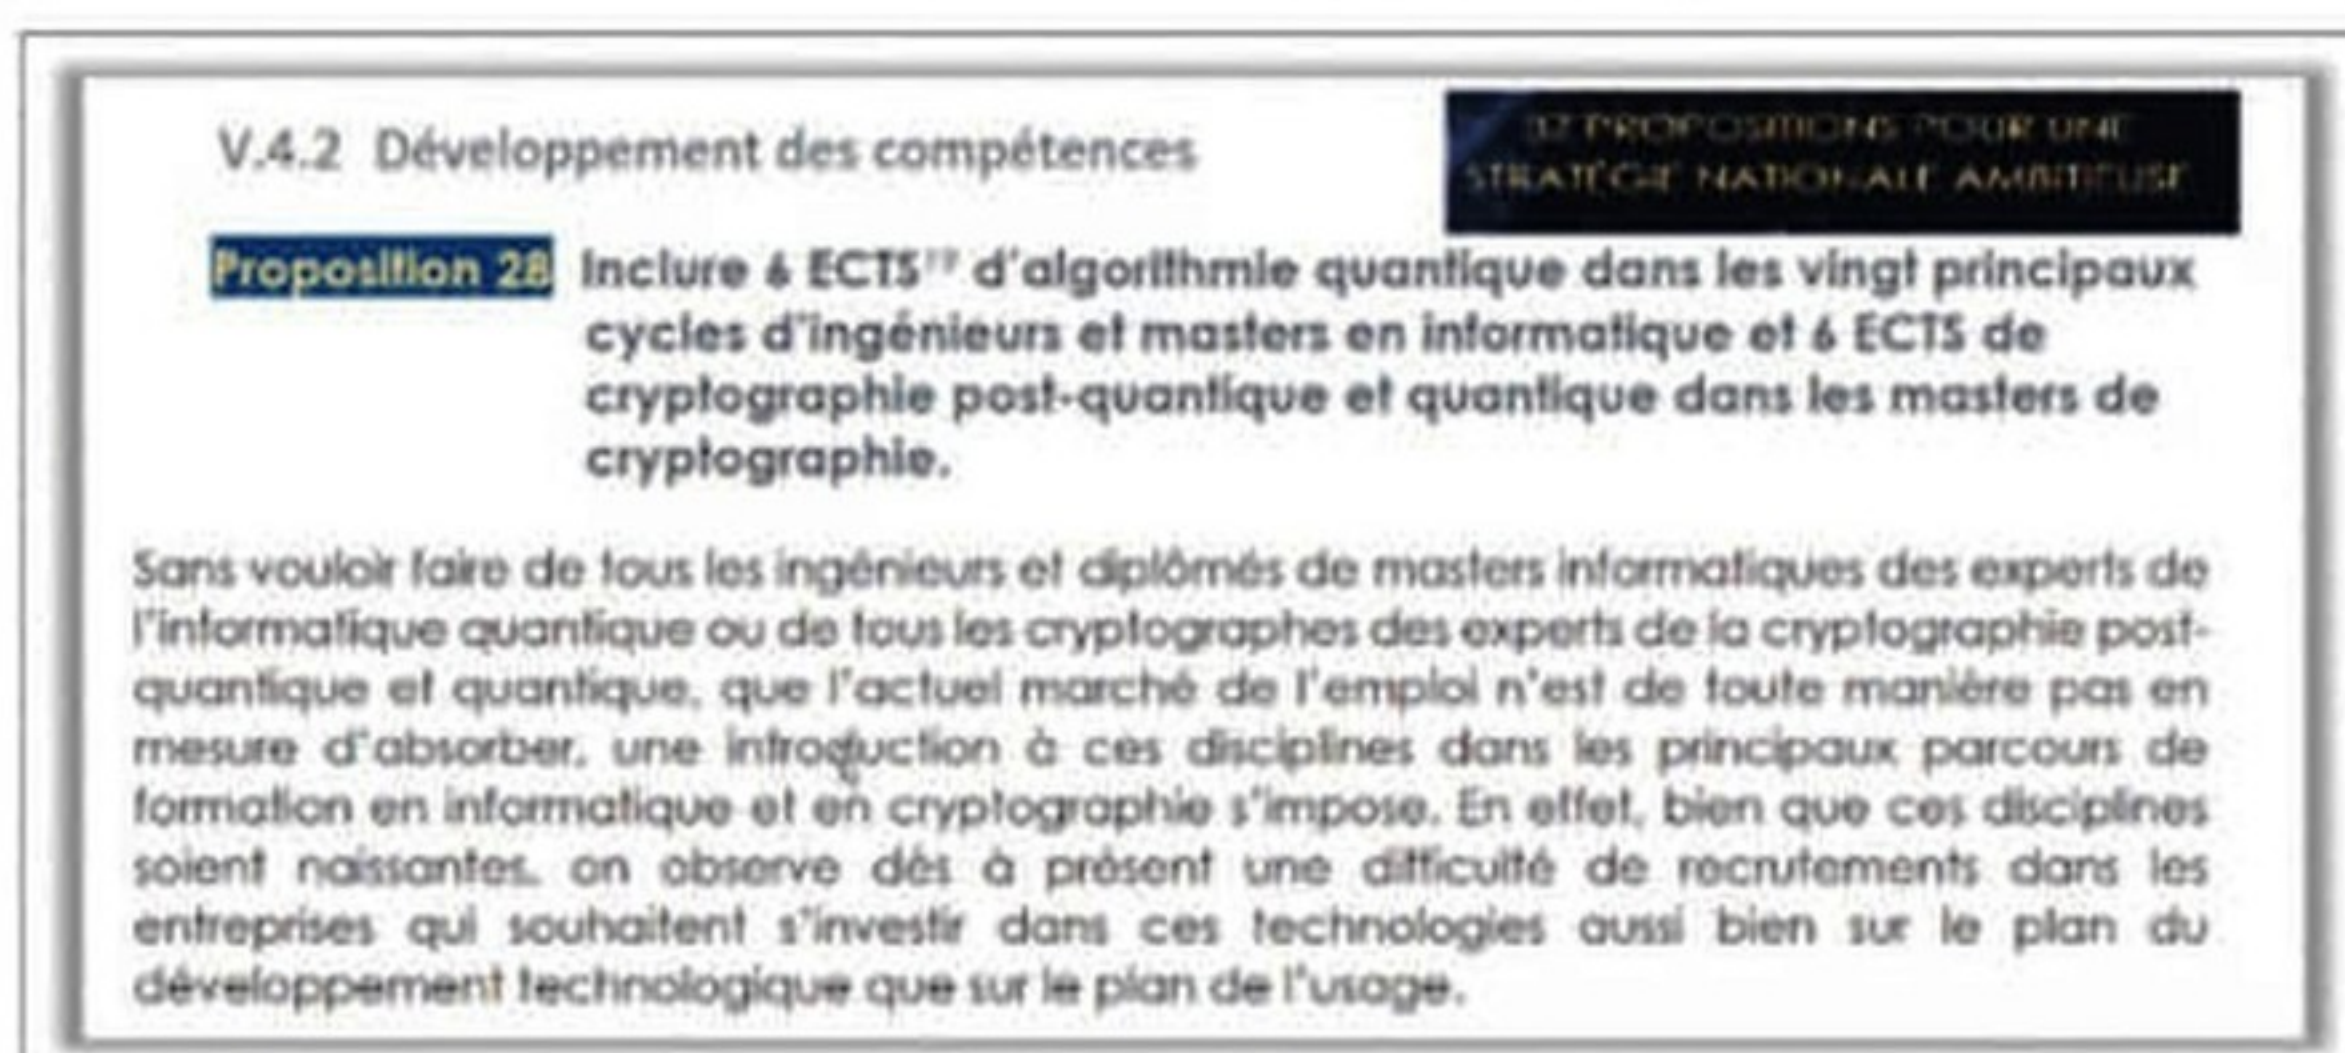 V.4.2 Développement des compétences
37 PROPOSITIONS POUR UNE
STRATÉGIE NATIONALE AMBITIEUSE
Proposition 28 Inclure 6 ECTS d'algorithmie quantique dans les vingt principaux
cycles d'ingénieurs et masters en informatique et 6 ECTS de
cryptographie post-quantique et quantique dans les masters de
cryptographie.
Sans vouloir faire de tous les ingénieurs et diplômés de masters informatiques des experts de
l'informatique quantique ou de tous les cryptographes des experts de la cryptographie post-
quantique et quantique, que l'actuel marché de l'emploi n'est de toute manière pas en
mesure d'absorber, une introduction à ces disciplines dans les principaux parcours de
formation en informatique et en cryptographie s'impose. En effet, bien que ces disciplines
soient naissantes, on observe dès à présent une difficulté de recrutements dans les
entreprises qui souhaitent s'investir dans ces technologies aussi bien sur le plan du
développement technologique que sur le plan de l'usage.